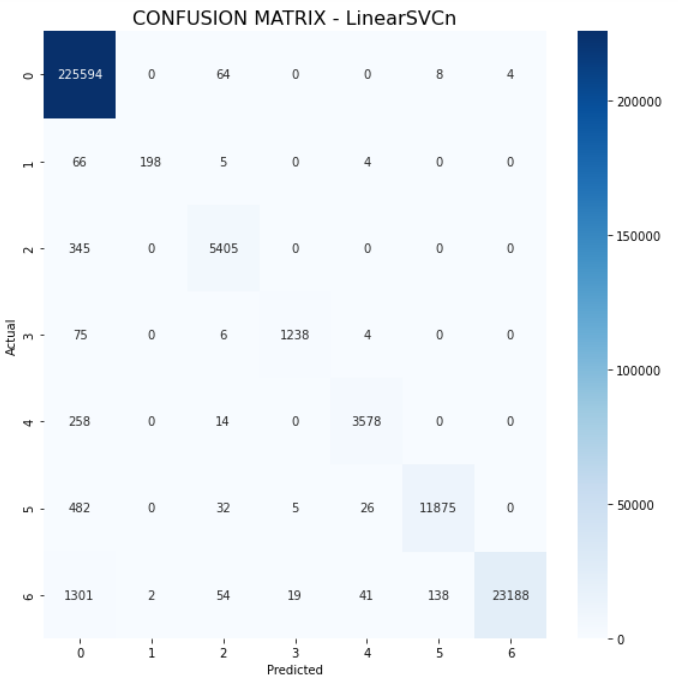 CONFUSION MATRIX - LinearSVCn
0 225594 0 64 0 0 8 4
1 66 198 5 0 4 0 0
2 345 0 5405 0 0 0 0
3 75 0 6 1238 4 0 0
4 258 0 14 0 3578 0 0
5 482 0 32 5 26 11875 0
6 1301 2 54 19 41 138 23188
0 1 2 3 4 5 6
Predicted
Actual
200000
150000
100000
50000
0